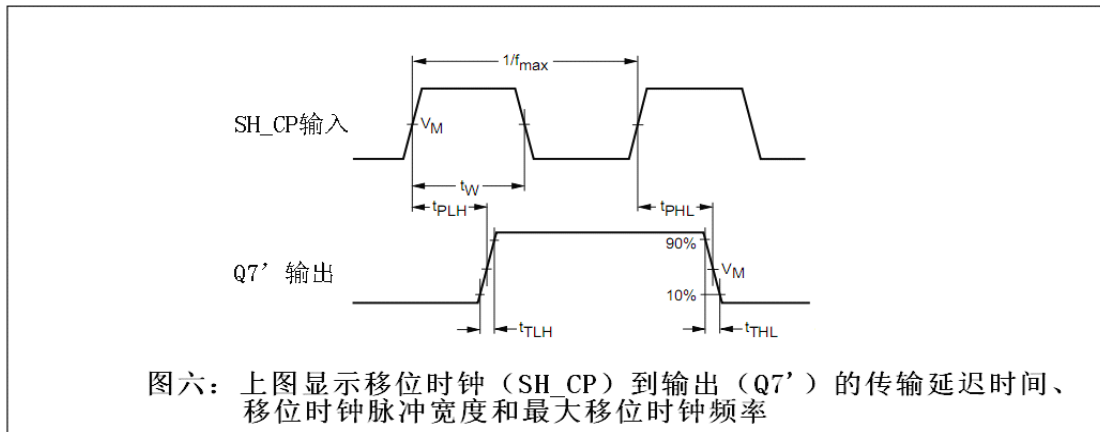 1/fmax
SH_CP输入
VM
tW
tPLH
tPHL
90%
Q7’ 输出
VM
10%
tTLH
tTHL
图六：上图显示移位时钟（SH_CP）到输出（Q7’）的传输延迟时间、
移位时钟脉冲宽度和最大移位时钟频率